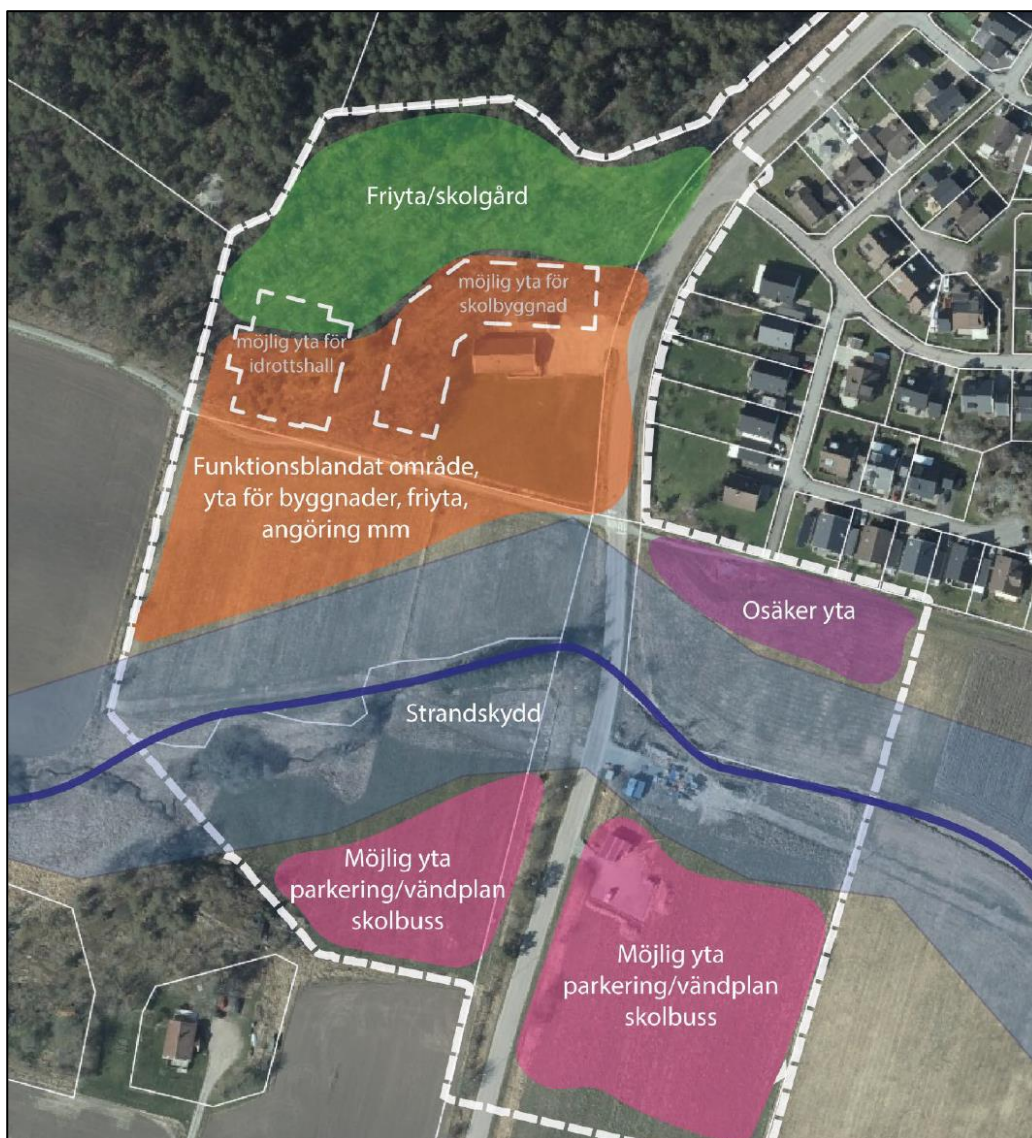 Friyta/skolgård
möjlig yta för
skolbyggnad
möjlig yta för
idrottshall
Funktionsblandat område,
yta för byggnader, friyta,
angöring mm
Osäker yta
Strandskydd
Möjlig yta
parkering/vändplan
skolbuss
Möjlig yta
parkering/vändplan
skolbuss